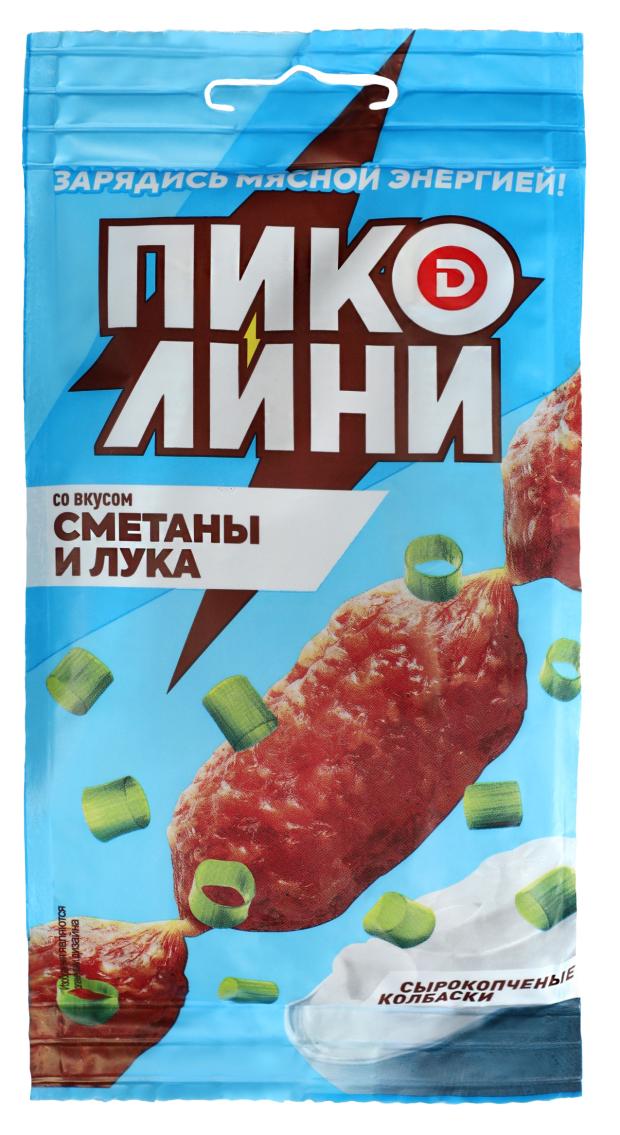 ЗАРЯДИСЬ МЯСНОЙ ЭНЕРГИЕЙ!
ПИКО
D
ЛИНИ
СО ВКУСОМ
СМЕТАНЫ
И ЛУКА
СЫРОКОПЧЕНЫЕ
КОЛБАСКИ